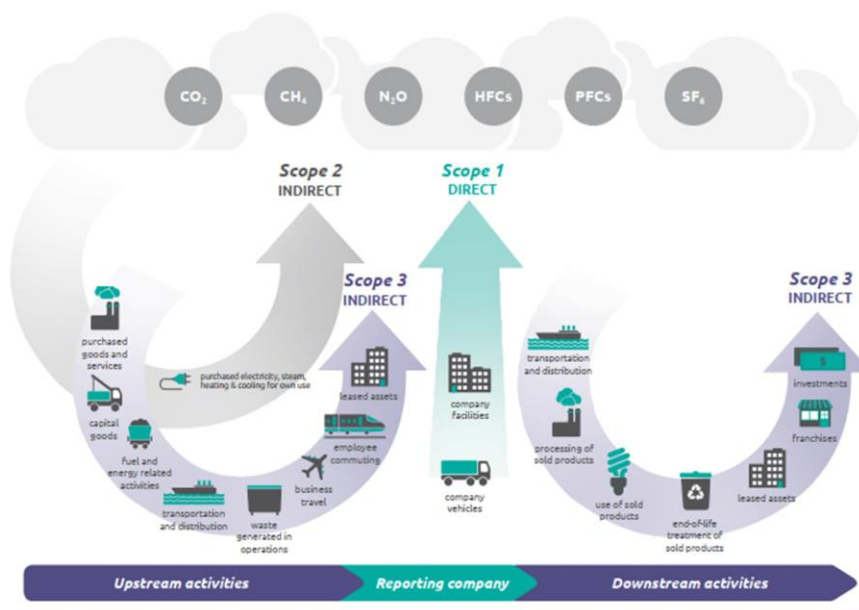 CO₂
CH₄
N₂O
HFCs
PFCs
SF₆
Scope 2
INDIRECT
Scope 1
DIRECT
Scope 3
INDIRECT
Scope 3
INDIRECT
purchased
goods and
services
capital
goods
fuel and
energy related
activities
transportation
and distribution
waste
generated in
operations
business
travel
employee
commuting
leased assets
purchased electricity, steam,
heating & cooling for own use
company
facilities
company
vehicles
transportation
and distribution
processing of
sold products
use of sold
products
end-of-life
treatment of
sold products
leased assets
franchises
investments
$
Upstream activities
Reporting company
Downstream activities